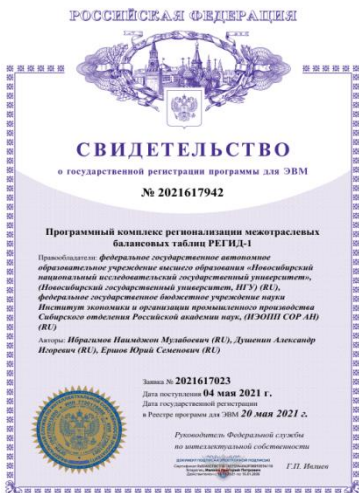 РОССИЙСКАЯ ФЕДЕРАЦИЯ
СВИДЕТЕЛЬСТВО
о государственной регистрации программы для ЭВМ
№ 2021617942
Программный комплекс регионализации межотраслевых
балансовых таблиц РЕГИД-1
Правообладатели: федеральное государственное автономное
образовательное учреждение высшего образования «Новосибирский
национальный исследовательский государственный университет»,
(Новосибирский государственный университет, НГУ) (RU),
федеральное государственное бюджетное учреждение науки
Институт экономики и организации промышленного производства
Сибирского отделения Российской академии наук, (ИЭОПП СО РАН)
(RU)
Авторы: Ибрагимов Наимджон Мулабоевич (RU), Душенин Александр
Игоревич (RU), Ершов Юрий Семенович (RU)
Заявка № 2021617023
Дата поступления 04 мая 2021 г.
Дата государственной регистрации
в Реестре программ для ЭВМ 20 мая 2021 г.
Руководитель Федеральной службы
по интеллектуальной собственности
Г.П. Ивлиев